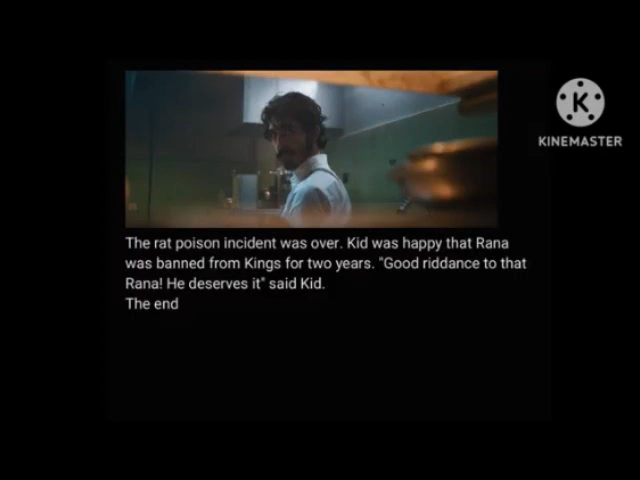 K
KINEMASTER
The rat poison incident was over. Kid was happy that Rana
was banned from Kings for two years. "Good riddance to that
Rana! He deserves it" said Kid.
The end